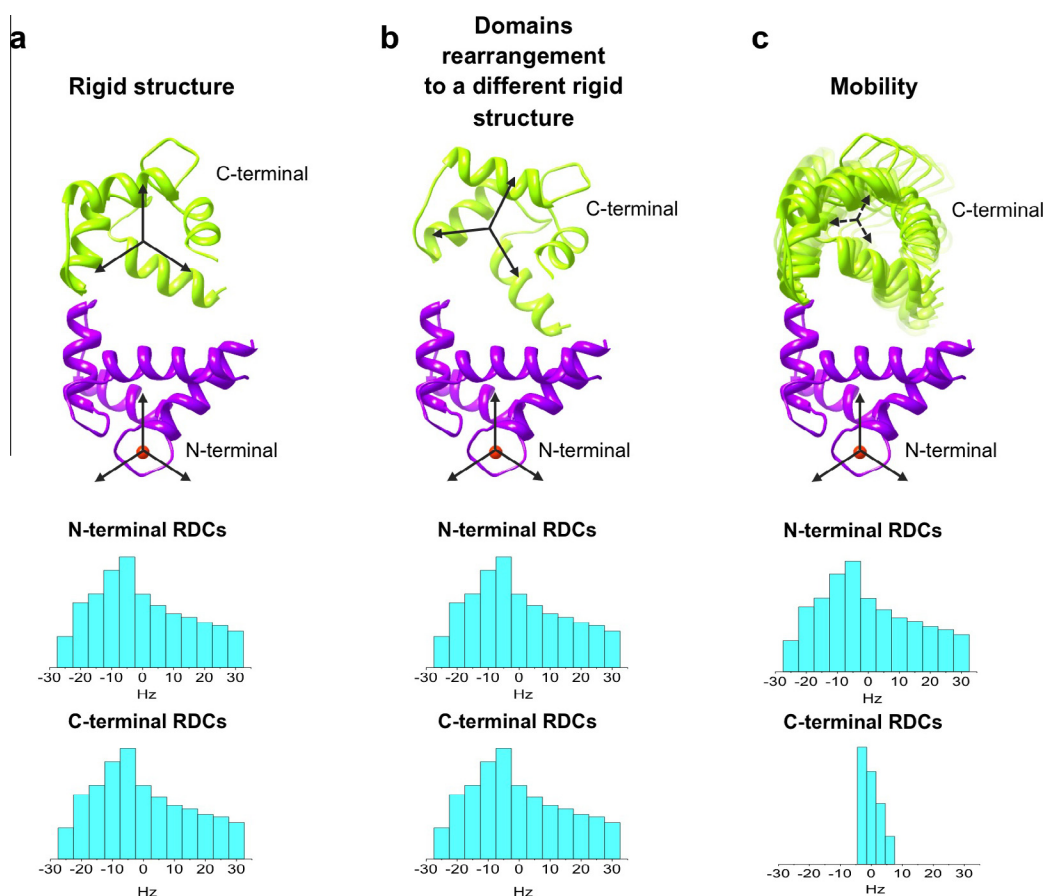 a
Rigid structure
C-terminal
N-terminal
N-terminal RDCs
-30 -20 -10 0 10 20 30
Hz
C-terminal RDCs
-30 -20 -10 0 10 20 30
Hz
b
Domains
rearrangement
to a different rigid
structure
C-terminal
N-terminal
N-terminal RDCs
-30 -20 -10 0 10 20 30
Hz
C-terminal RDCs
-30 -20 -10 0 10 20 30
Hz
c
Mobility
C-terminal
N-terminal
N-terminal RDCs
-30 -20 -10 0 10 20 30
Hz
C-terminal RDCs
-30 -20 -10 0 10 20 30
Hz